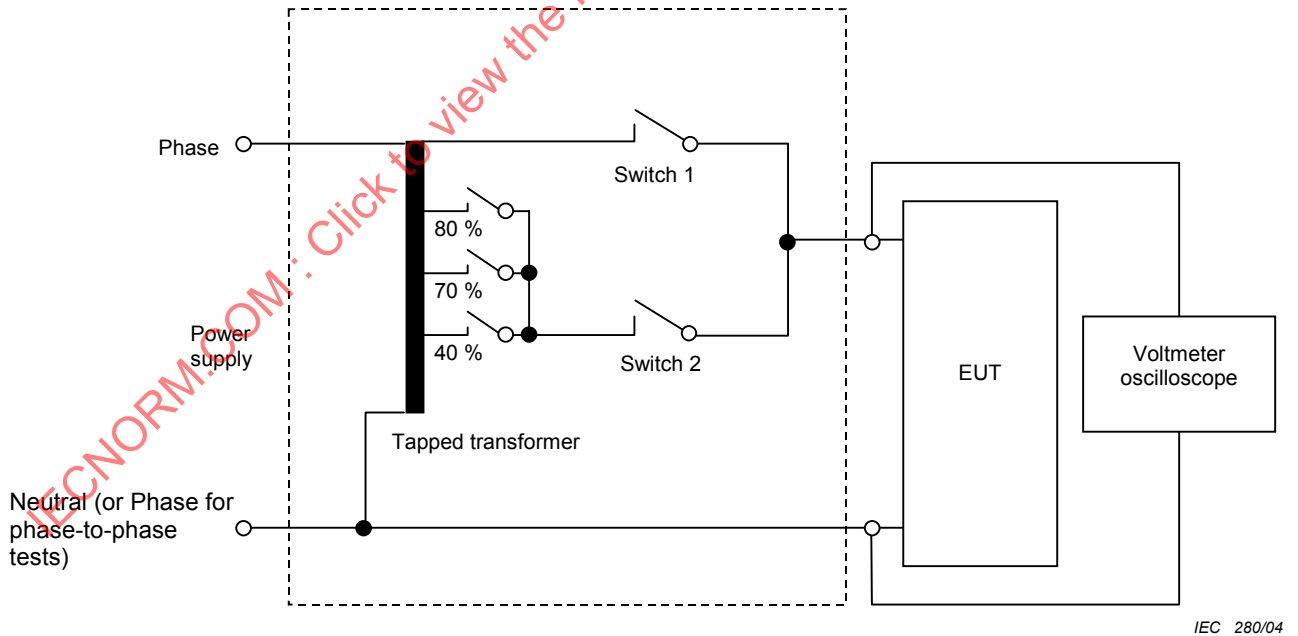 IECNORM.COM : Click to view the
Phase
Switch 1
80 %
70 %
40 %
Power
supply
Switch 2
EUT
Voltmeter
oscilloscope
Tapped transformer
Neutral (or Phase for
phase-to-phase
tests)
IEC 280/04